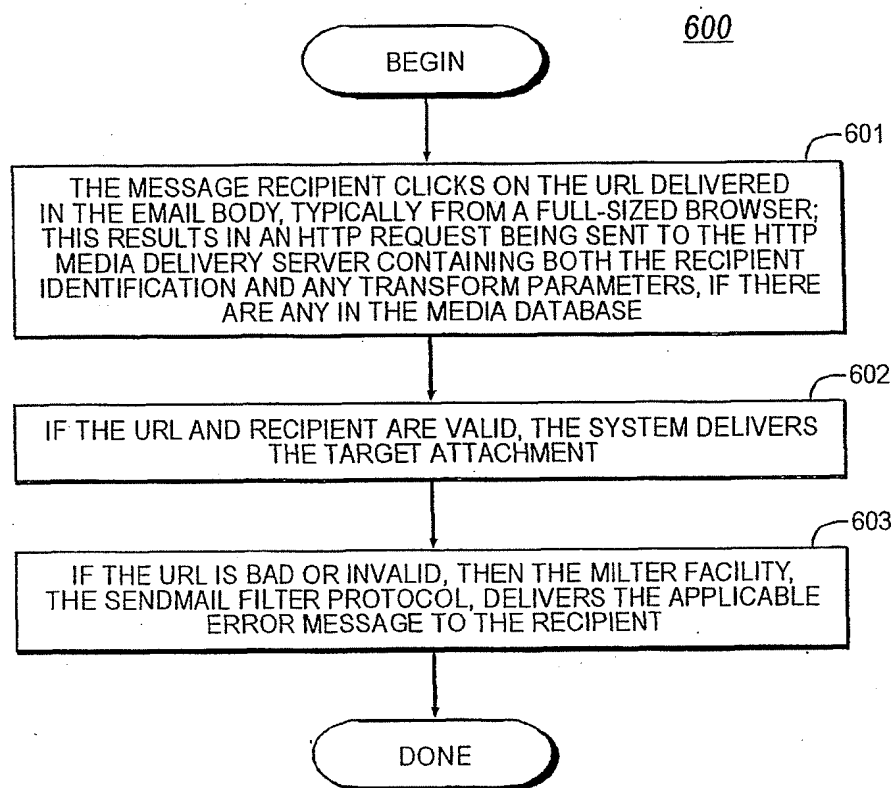 600
BEGIN
601
THE MESSAGE RECIPIENT CLICKS ON THE URL DELIVERED
IN THE EMAIL BODY, TYPICALLY FROM A FULL-SIZED BROWSER;
THIS RESULTS IN AN HTTP REQUEST BEING SENT TO THE HTTP
MEDIA DELIVERY SERVER CONTAINING BOTH THE RECIPIENT
IDENTIFICATION AND ANY TRANSFORM PARAMETERS, IF THERE
ARE ANY IN THE MEDIA DATABASE
602
IF THE URL AND RECIPIENT ARE VALID, THE SYSTEM DELIVERS
THE TARGET ATTACHMENT
603
IF THE URL IS BAD OR INVALID, THEN THE MILTER FACILITY,
THE SENDMAIL FILTER PROTOCOL, DELIVERS THE APPLICABLE
ERROR MESSAGE TO THE RECIPIENT
DONE